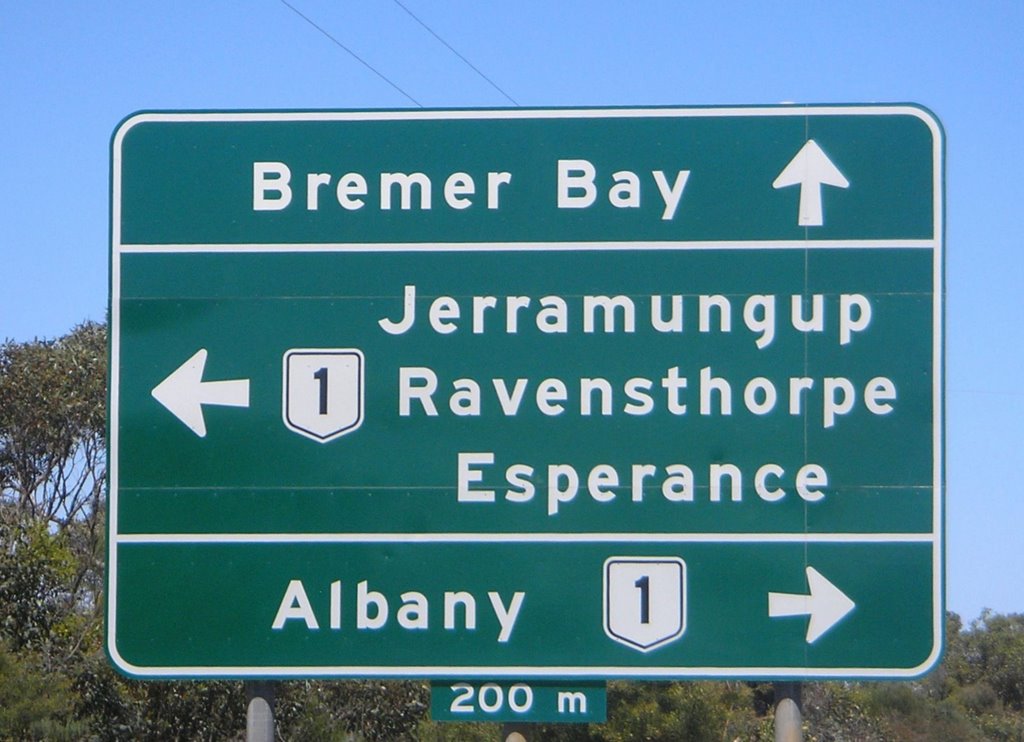 Bremer Bay
Jerramungup
1 Ravensthorpe
Esperance
Albany 1
200 m